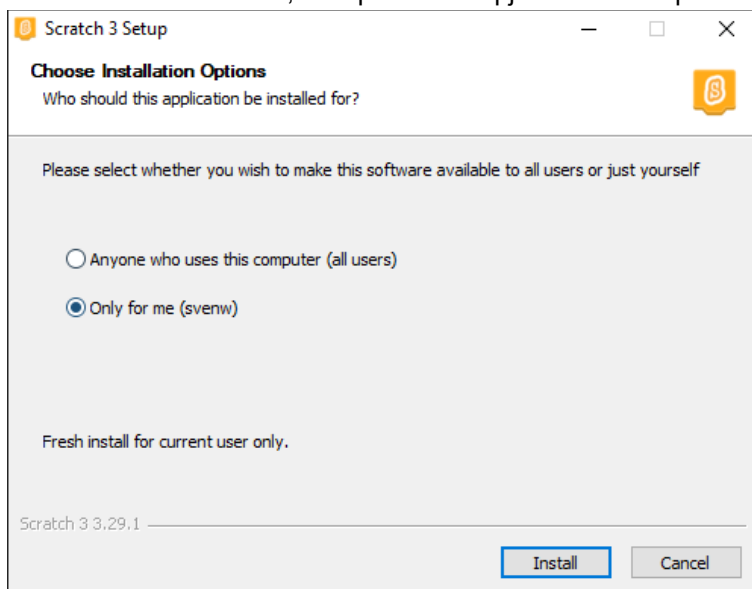 Scratch 3 Setup
Choose Installation Options
Who should this application be installed for?
Please select whether you wish to make this software available to all users or just yourself
Anyone who uses this computer (all users)
Only for me (svenw)
Fresh install for current user only.
Scratch 3 3.29.1
Install Cancel